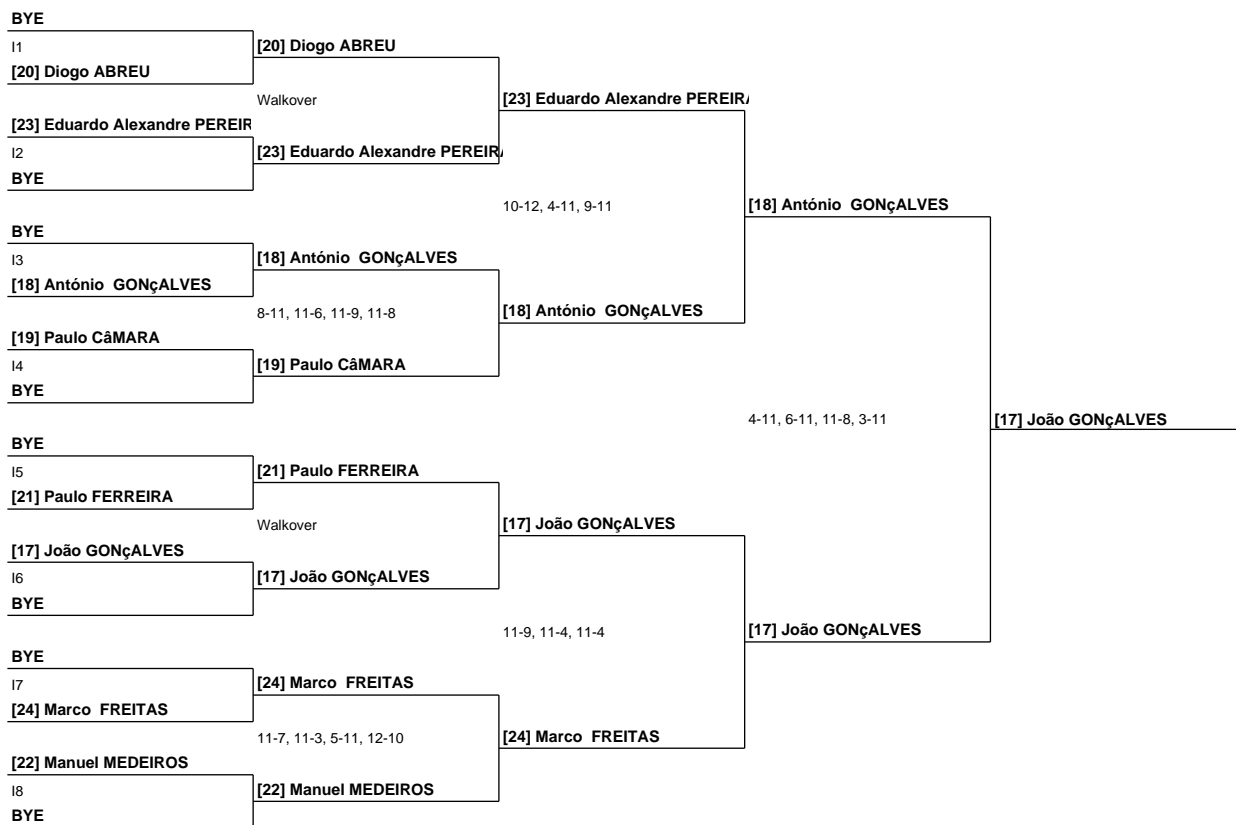 BYE
I1
[20] Diogo ABREU
[20] Diogo ABREU
Walkover
[23] Eduardo Alexandre PEREIRA
[23] Eduardo Alexandre PEREIR
I2
[23] Eduardo Alexandre PEREIRA
BYE
10-12, 4-11, 9-11
[18] António GONçALVES
BYE
I3
[18] António GONçALVES
[18] António GONçALVES
8-11, 11-6, 11-9, 11-8
[18] António GONçALVES
[19] Paulo CâMARA
I4
[19] Paulo CâMARA
BYE
4-11, 6-11, 11-8, 3-11
[17] João GONçALVES
BYE
I5
[21] Paulo FERREIRA
[21] Paulo FERREIRA
Walkover
[17] João GONçALVES
[17] João GONçALVES
I6
[17] João GONçALVES
BYE
11-9, 11-4, 11-4
[17] João GONçALVES
BYE
I7
[24] Marco FREITAS
[24] Marco FREITAS
11-7, 11-3, 5-11, 12-10
[24] Marco FREITAS
[22] Manuel MEDEIROS
I8
[22] Manuel MEDEIROS
BYE